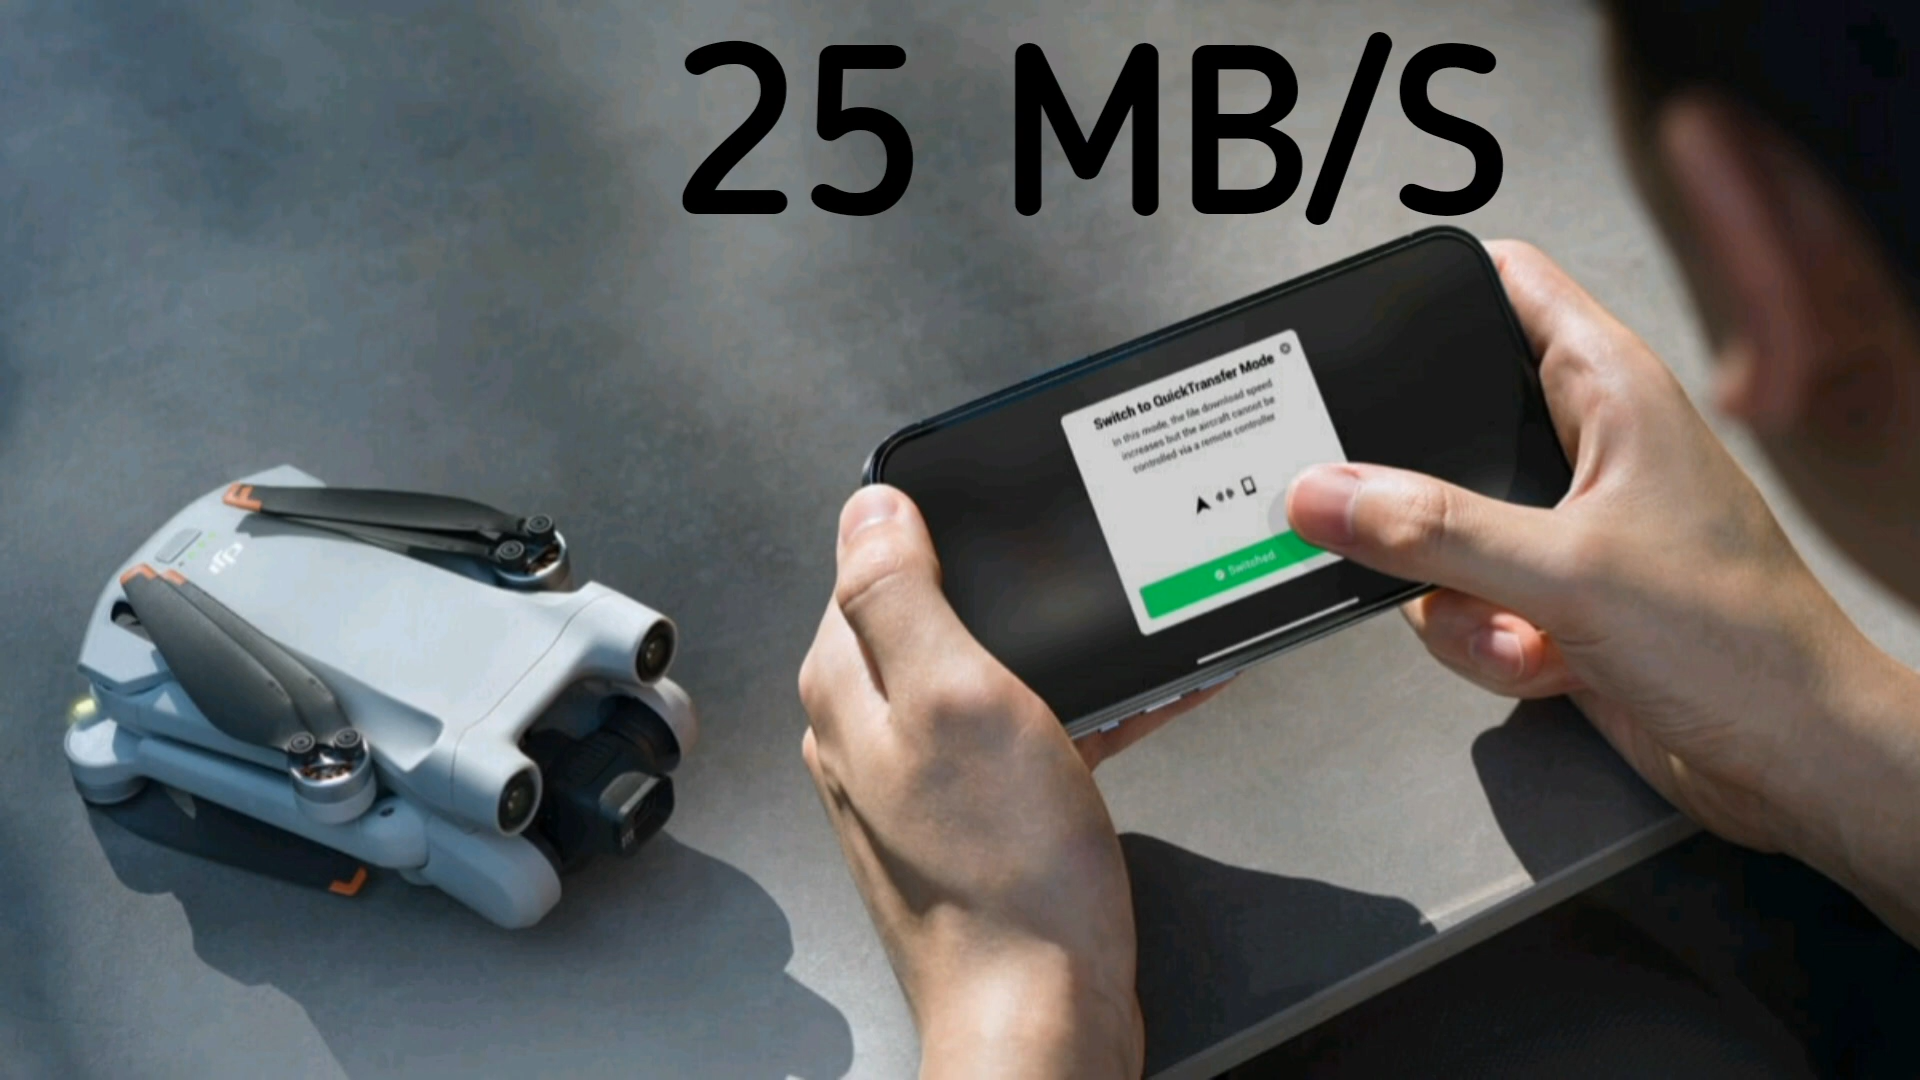 25 MB/S
Switch to QuickTransfer Mode
In this mode, the file download speed
increases but the aircraft cannot be
controlled via a remote controller
Switched
dji